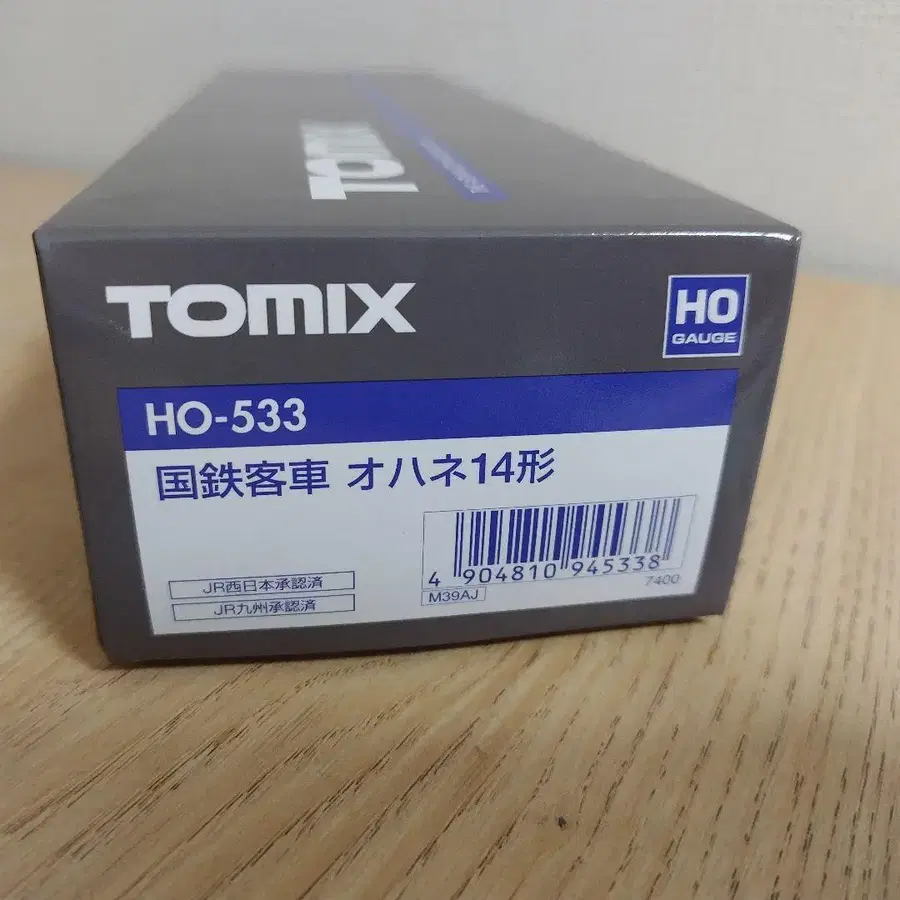 TOMIX
TOMIX
HO
GAUGE
HO-533
国鉄客車 オハネ14形
4 904810 945338
7400
M39AJ
JR西日本承認済
JR九州承認済